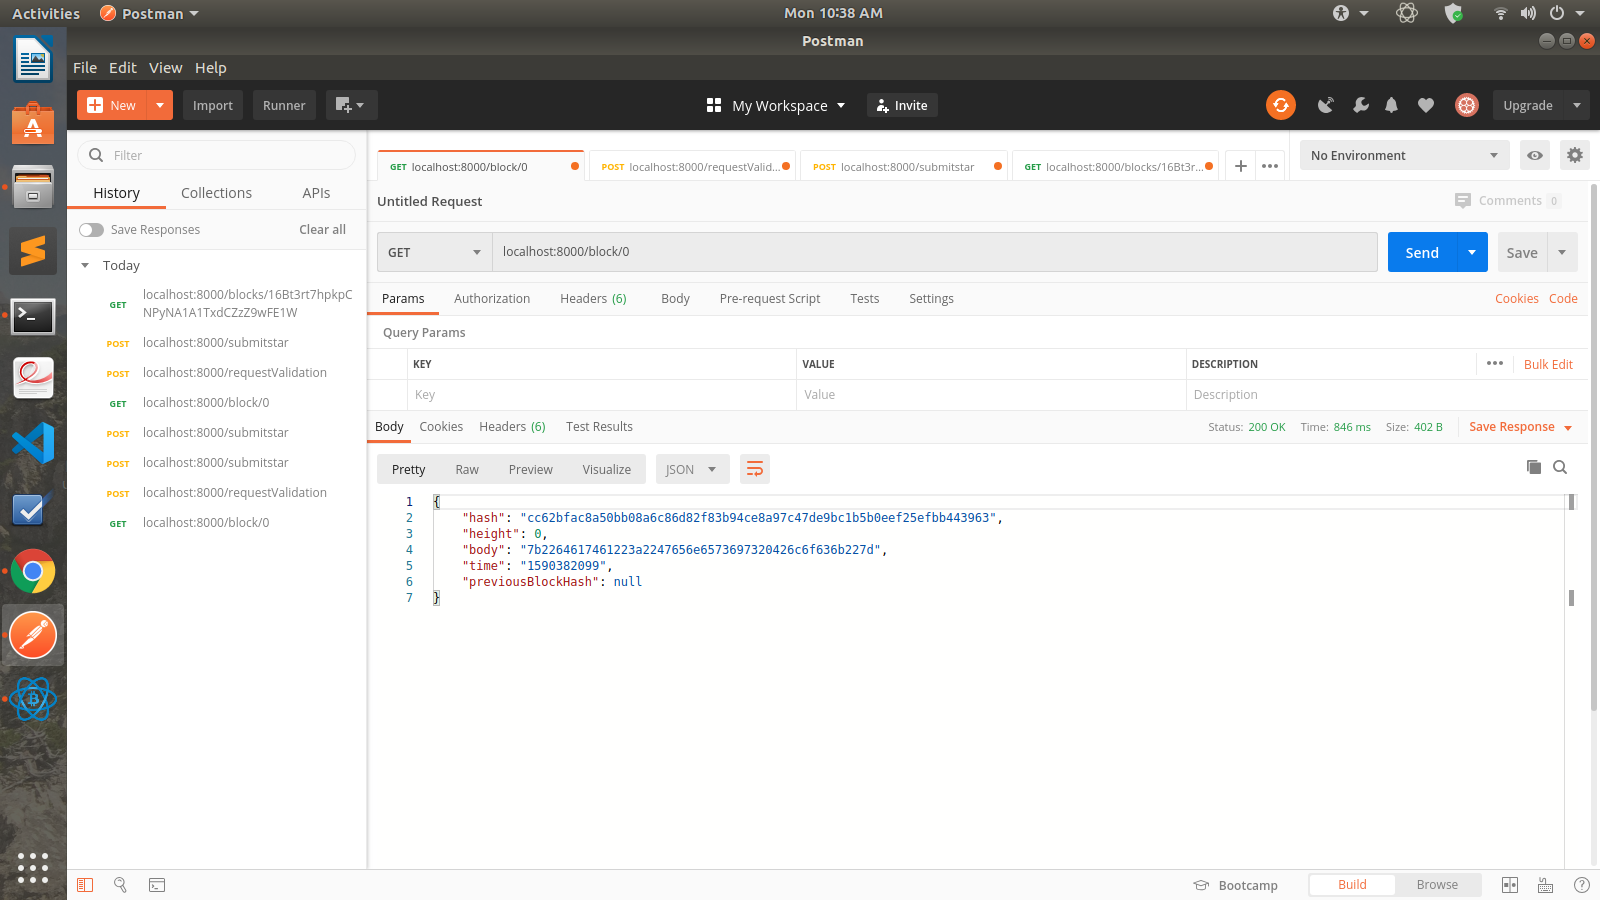 Activities
Postman
Mon 10:38 AM
Postman
File Edit View Help
New
Import
Runner
My Workspace
Invite
Upgrade
Filter
History Collections APIs
Save Responses Clear all
Today
GET localhost:8000/blocks/16Bt3rt7hpkpC
NPyNA1A1TxdCZzZ9wFE1W
POST localhost:8000/submitstar
POST localhost:8000/requestValidation
GET localhost:8000/block/0
POST localhost:8000/submitstar
POST localhost:8000/submitstar
POST localhost:8000/requestValidation
GET localhost:8000/block/0
GET localhost:8000/block/0
POST localhost:8000/requestValid...
POST localhost:8000/submitstar
GET localhost:8000/blocks/16Bt3r...
No Environment
Untitled Request
Comments 0
GET localhost:8000/block/0
Send
Save
Params Authorization Headers (6) Body Pre-request Script Tests Settings
Cookies Code
Query Params
KEY VALUE DESCRIPTION
Bulk Edit
Key Value Description
Body Cookies Headers (6) Test Results
Status: 200 OK Time: 846 ms Size: 402 B
Save Response
Pretty Raw Preview Visualize JSON
1 {
2 "hash": "cc62bfac8a50bb08a6c86d82f83b94ce8a97c47de9bc1b5b0eef25efbb443963",
3 "height": 0,
4 "body": "7b2264617461223a2247656e6573697320426c6f636b227d",
5 "time": "1590382099",
6 "previousBlockHash": null
7 }
Bootcamp
Build
Browse